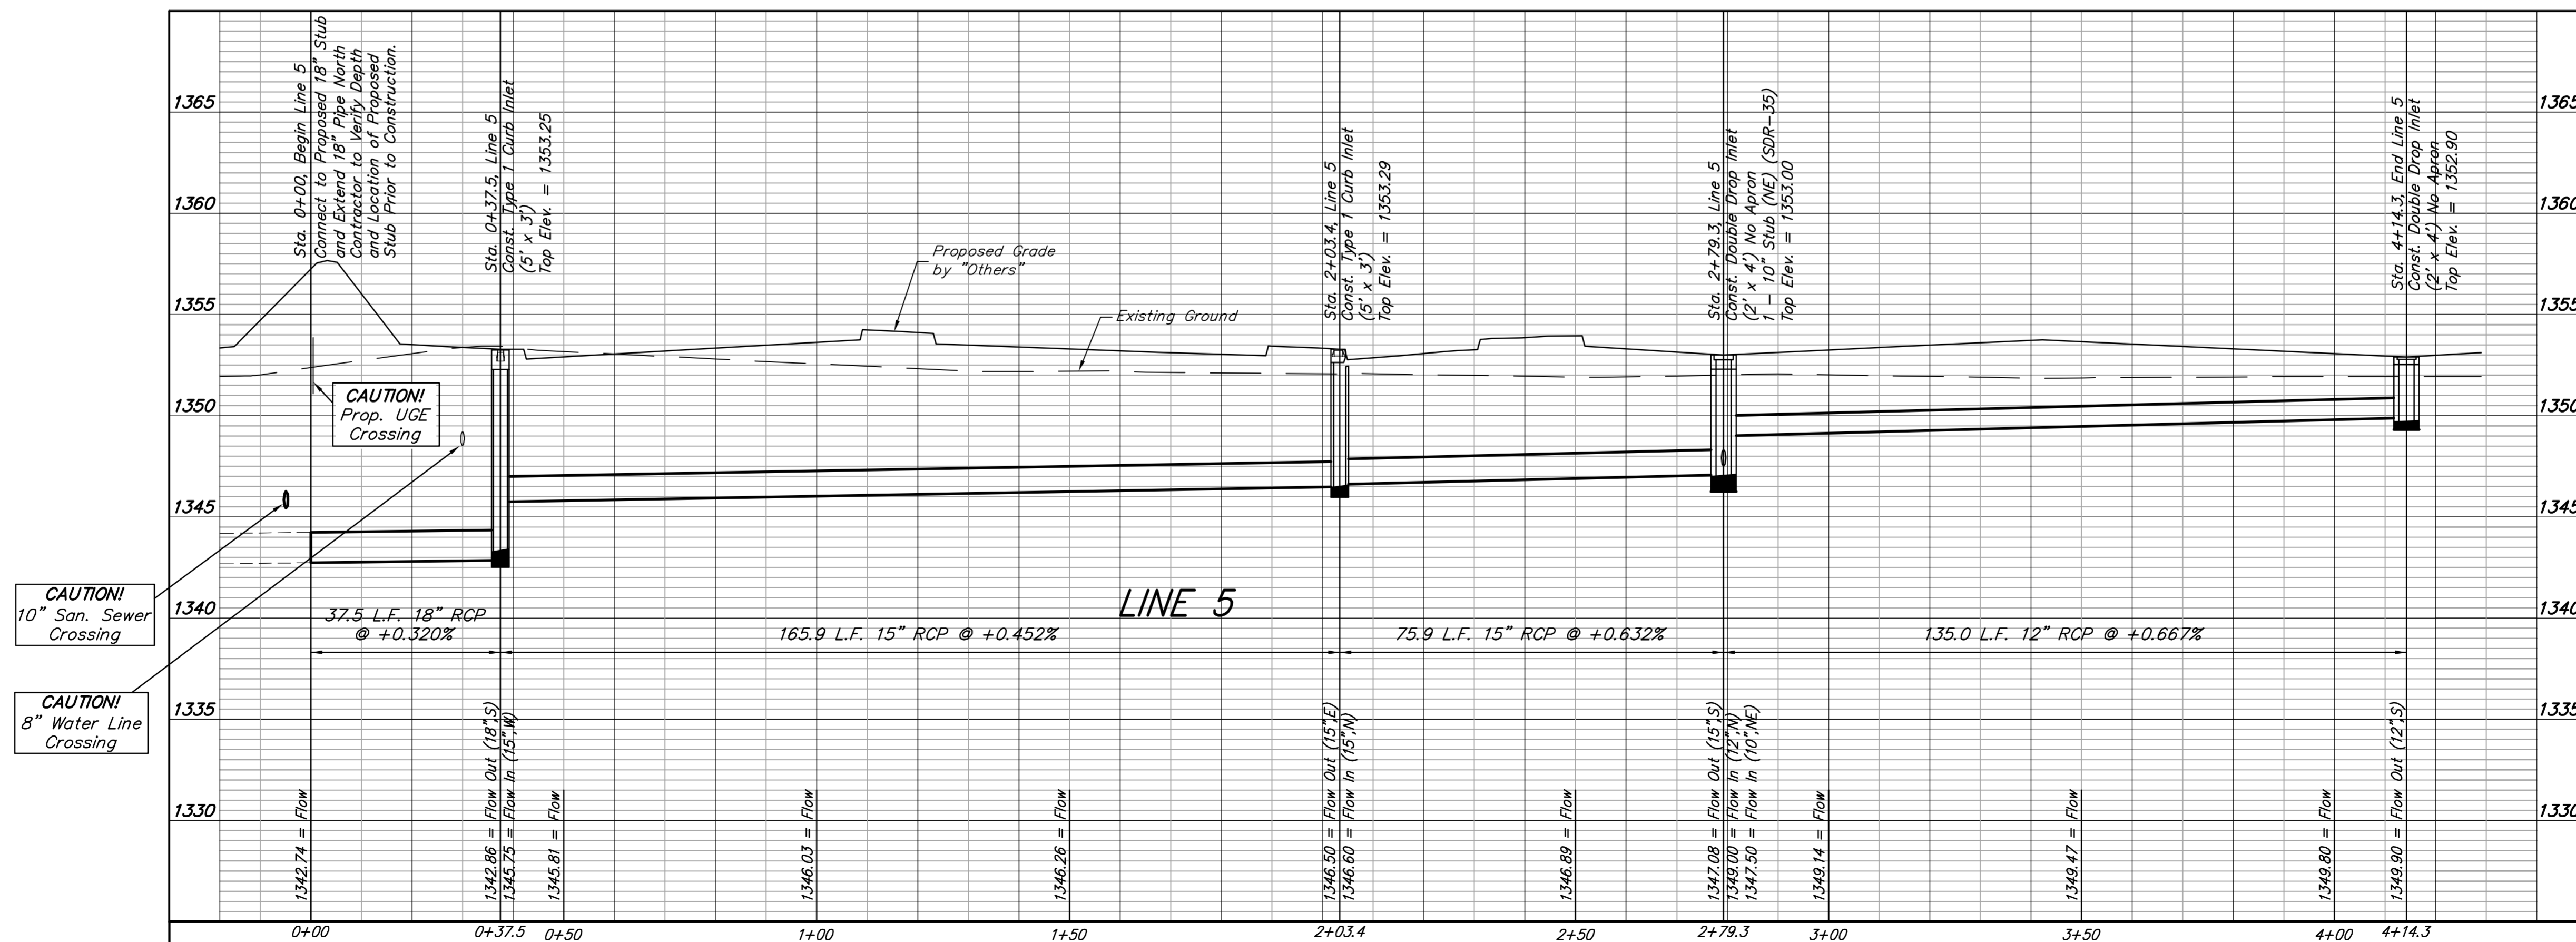 Sta. 0+00, Begin Line 5
Connect to Proposed 18" Stub
and Extend 18" Pipe North
Contractor to Verify Depth
and Location of Proposed
Stub Prior to Construction.
Sta. 0+37.5, Line 5
Const. Type 1 Curb Inlet
(5' x 3')
Top Elev. = 1353.25
Sta. 2+03.4, Line 5
Const. Type 1 Curb Inlet
(5' x 3')
Top Elev. = 1353.29
Sta. 2+79.3, Line 5
Const. Double Drop Inlet
(2' x 4') No Apron
1 – 10" Stub (NE) (SDR–35)
Top Elev. = 1353.00
Sta. 4+14.3, End Line 5
Const. Double Drop Inlet
(2' x 4') No Apron
Top Elev. = 1352.90
1365
1360
1355
1350
1345
1340
1335
1330
1365
1360
1355
1350
1345
1340
1335
1330
Proposed Grade
by "Others"
Existing Ground
CAUTION!
Prop. UGE
Crossing
CAUTION!
10" San. Sewer
Crossing
CAUTION!
8" Water Line
Crossing
LINE 5
37.5 L.F. 18" RCP
@ +0.320%
165.9 L.F. 15" RCP @ +0.452%
75.9 L.F. 15" RCP @ +0.632%
135.0 L.F. 12" RCP @ +0.667%
1342.74 = Flow
1342.86 = Flow Out (18",S)
1345.75 = Flow In (15",W)
1345.81 = Flow
1346.03 = Flow
1346.26 = Flow
1346.50 = Flow Out (15",E)
1346.60 = Flow In (15",N)
1346.89 = Flow
1347.08 = Flow Out (15",S)
1349.00 = Flow In (12",N)
1347.50 = Flow In (10",NE)
1349.14 = Flow
1349.47 = Flow
1349.80 = Flow
1349.90 = Flow Out (12",S)
0+00
0+37.5
0+50
1+00
1+50
2+03.4
2+50
2+79.3
3+00
3+50
4+00
4+14.3